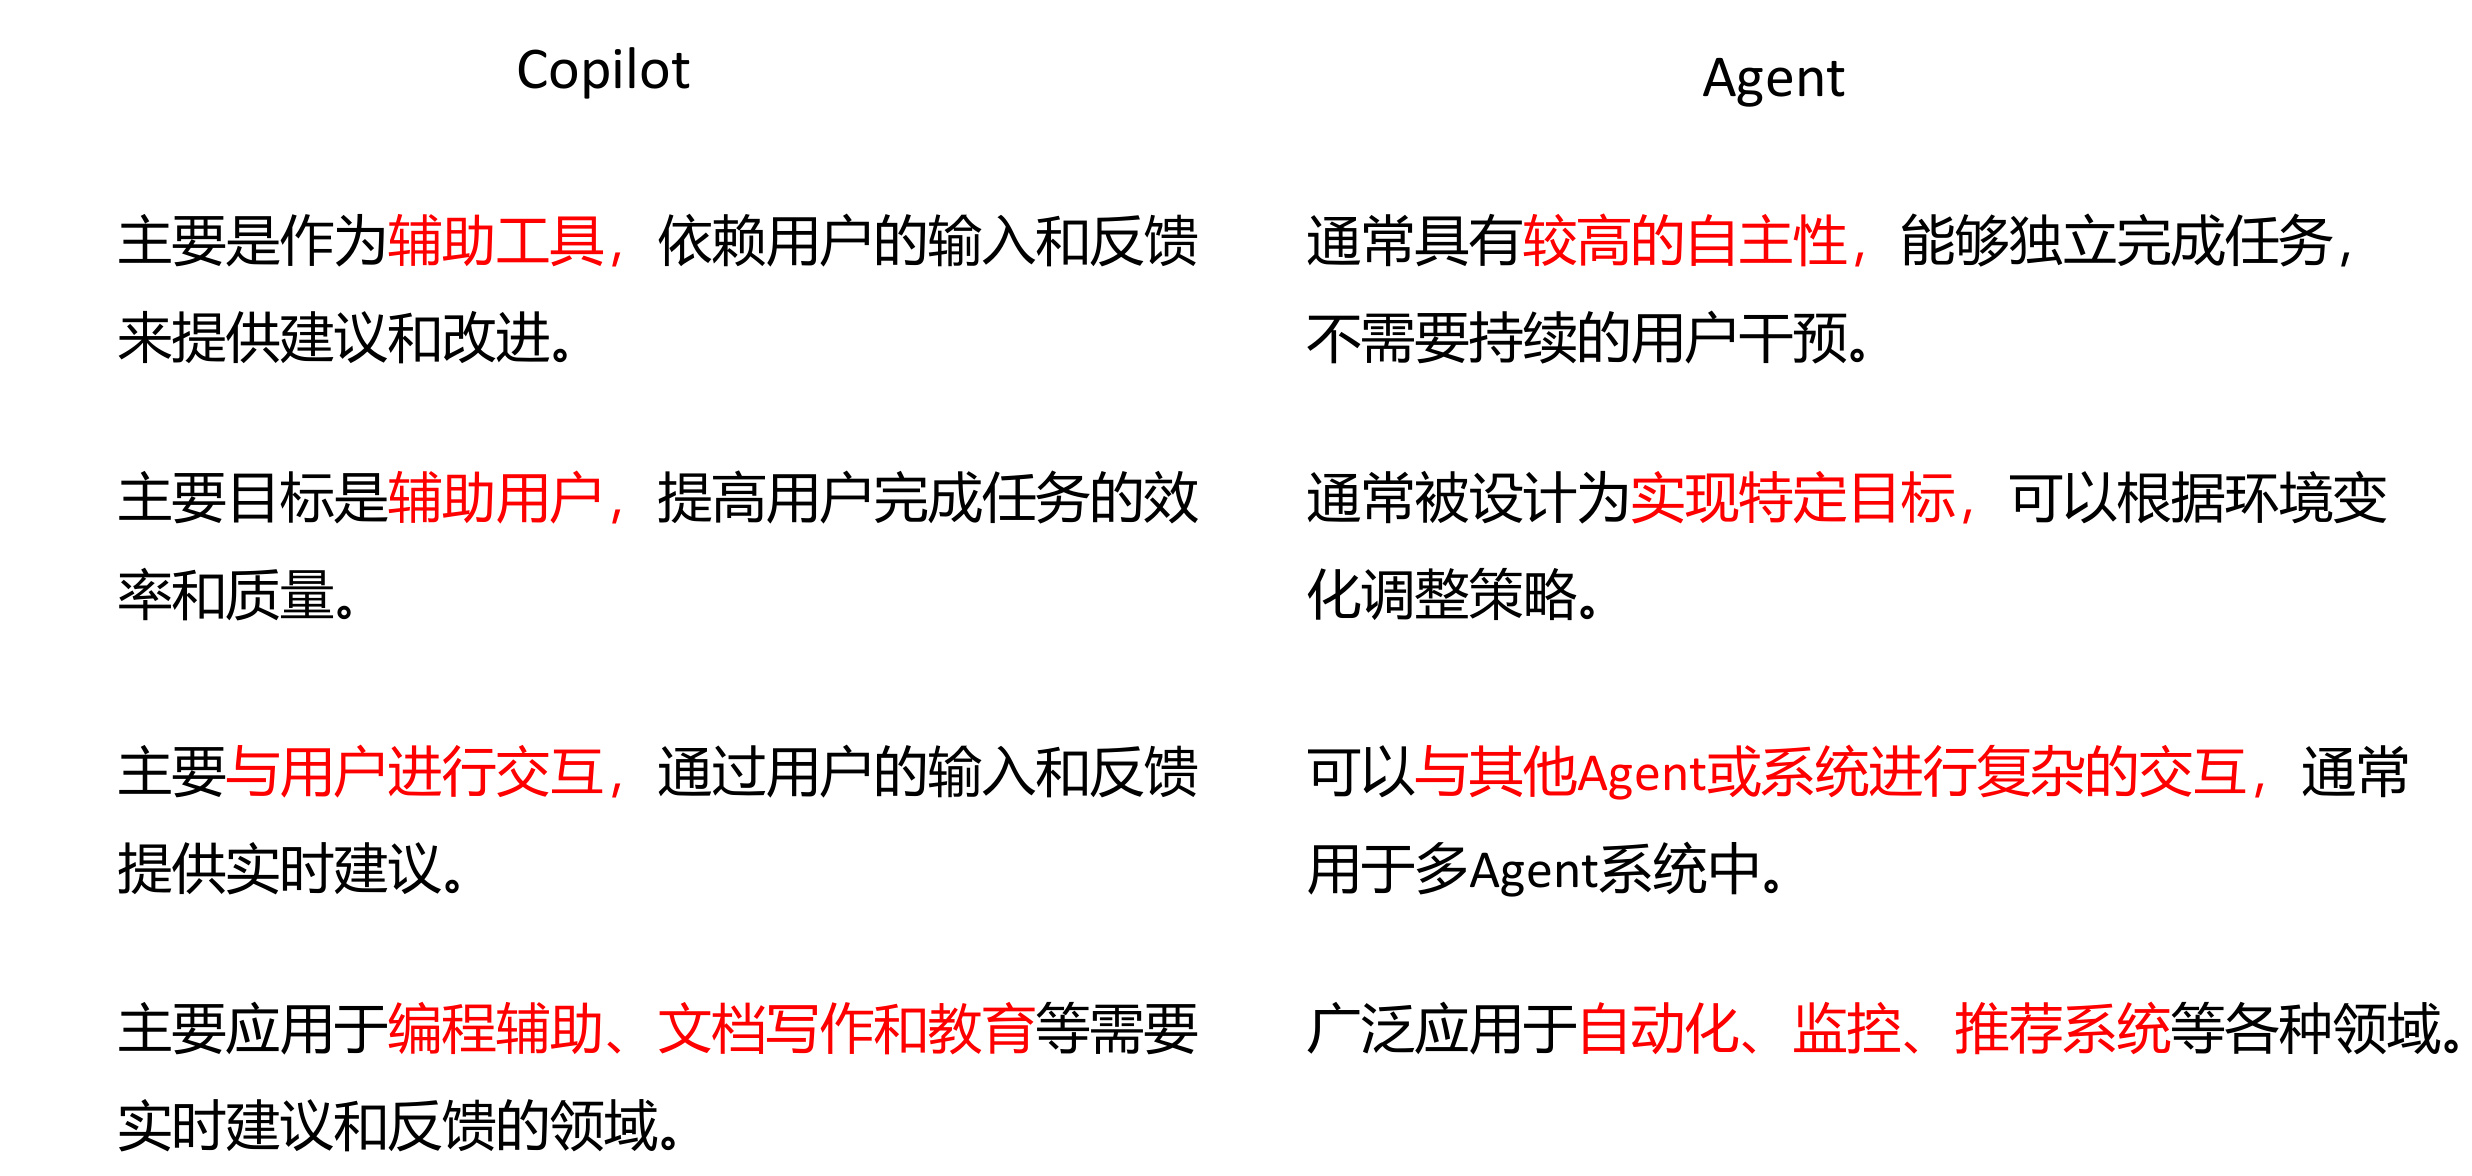 Copilot
主要是作为辅助工具，依赖用户的输入和反馈
来提供建议和改进。
主要目标是辅助用户，提高用户完成任务的效
率和质量。
主要与用户进行交互，通过用户的输入和反馈
提供实时建议。
主要应用于编程辅助、文档写作和教育等需要
实时建议和反馈的领域。
Agent
通常具有较高的自主性，能够独立完成任务，
不需要持续的用户干预。
通常被设计为实现特定目标，可以根据环境变
化调整策略。
可以与其他Agent或系统进行复杂的交互，通常
用于多Agent系统中。
广泛应用于自动化、监控、推荐系统等各种领域。